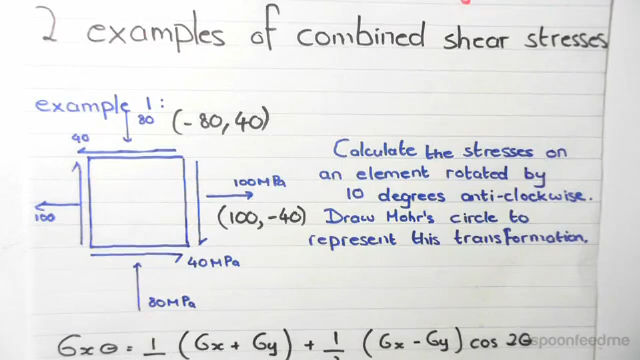 2 examples of combined shear stresses
example 1:
80
(-80, 40)
40
100MPa
100
(100, -40)
40MPa
80MPa
Calculate the stresses on
an element rotated by
10 degrees anti-clockwise.
Draw Mohr's circle to
represent this transformation.
σxθ = 1 (σx + σy) + 1 (σx - σy) cos 2θ
spoonfeedme